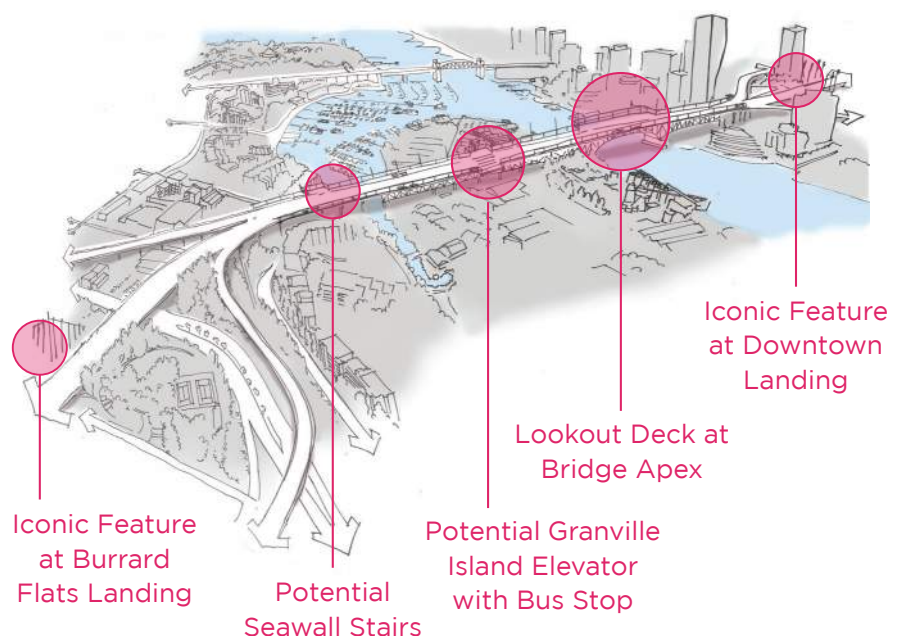 Iconic Feature
at Downtown
Landing
Lookout Deck at
Bridge Apex
Potential Granville
Island Elevator
with Bus Stop
Potential
Seawall Stairs
Iconic Feature
at Burrard
Flats Landing